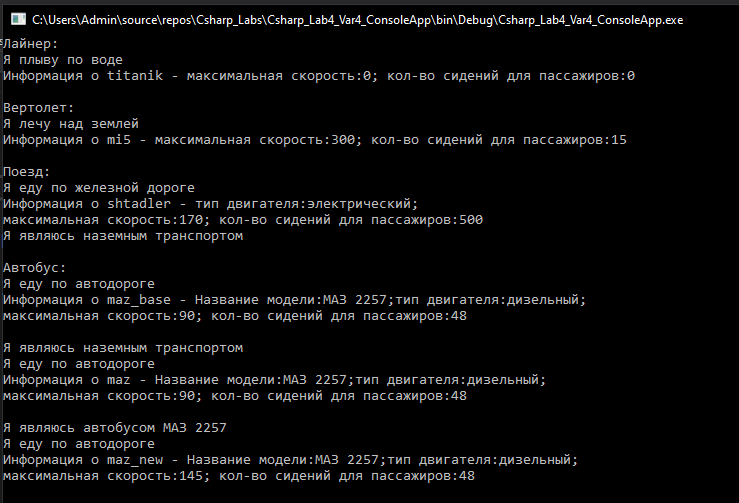 C:\Users\Admin\source\repos\Csharp_Labs\Csharp_Lab4_Var4_ConsoleApp\bin\Debug\Csharp_Lab4_Var4_ConsoleApp.exe
Лайнер:
Я плыву по воде
Информация о titanik - максимальная скорость:0; кол-во сидений для пассажиров:0
Вертолет:
Я лечу над землей
Информация о mi5 - максимальная скорость:300; кол-во сидений для пассажиров:15
Поезд:
Я еду по железной дороге
Информация о shtadler - тип двигателя:электрический;
максимальная скорость:170; кол-во сидений для пассажиров:500
Я являюсь наземным транспортом
Автобус:
Я еду по автодороге
Информация о maz_base - Название модели:МАЗ 2257;тип двигателя:дизельный;
максимальная скорость:90; кол-во сидений для пассажиров:48
Я являюсь наземным транспортом
Я еду по автодороге
Информация о maz - Название модели:МАЗ 2257;тип двигателя:дизельный;
максимальная скорость:90; кол-во сидений для пассажиров:48
Я являюсь автобусом МАЗ 2257
Я еду по автодороге
Информация о maz_new - Название модели:МАЗ 2257;тип двигателя:дизельный;
максимальная скорость:145; кол-во сидений для пассажиров:48